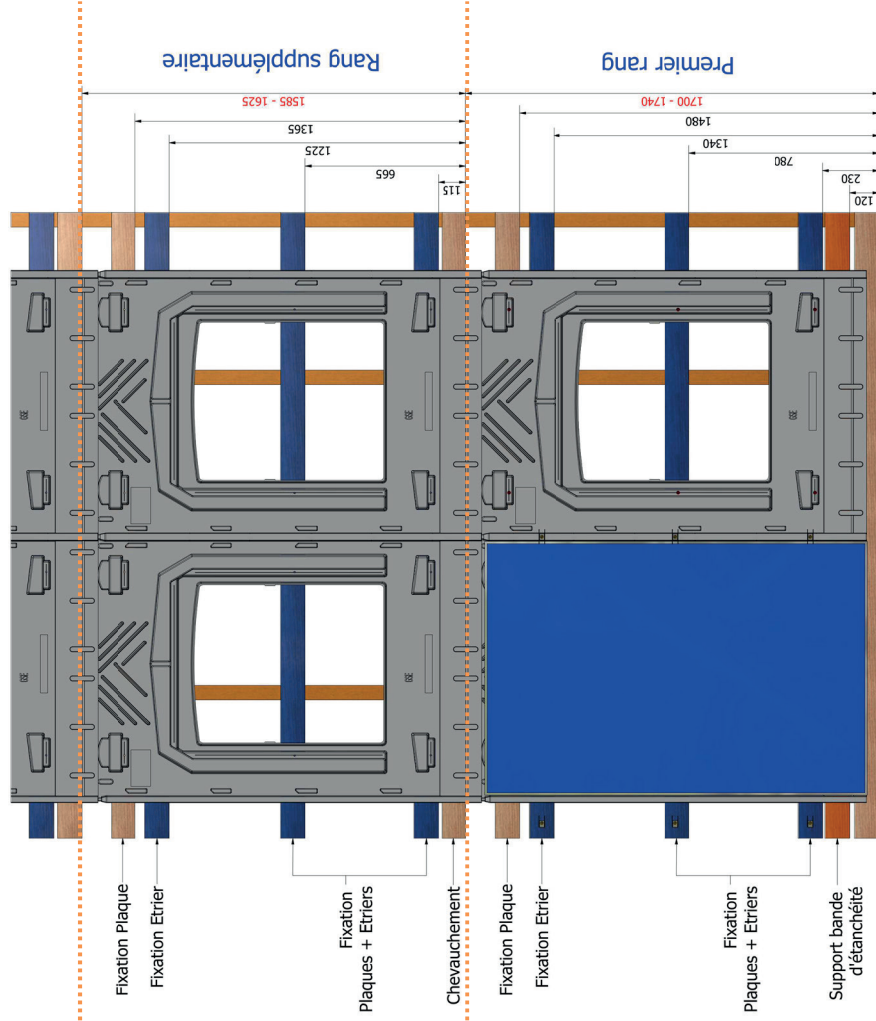 Rang supplémentaire
Premier rang
1585 - 1625
1365
1225
665
115
1700 - 1740
1480
1340
780
230
120
Fixation Plaque
Fixation Etrier
Fixation
Plaques + Etriers
Chevauchement
Fixation Plaque
Fixation Etrier
Fixation
Plaques + Etriers
Support bande
d'étanchéité